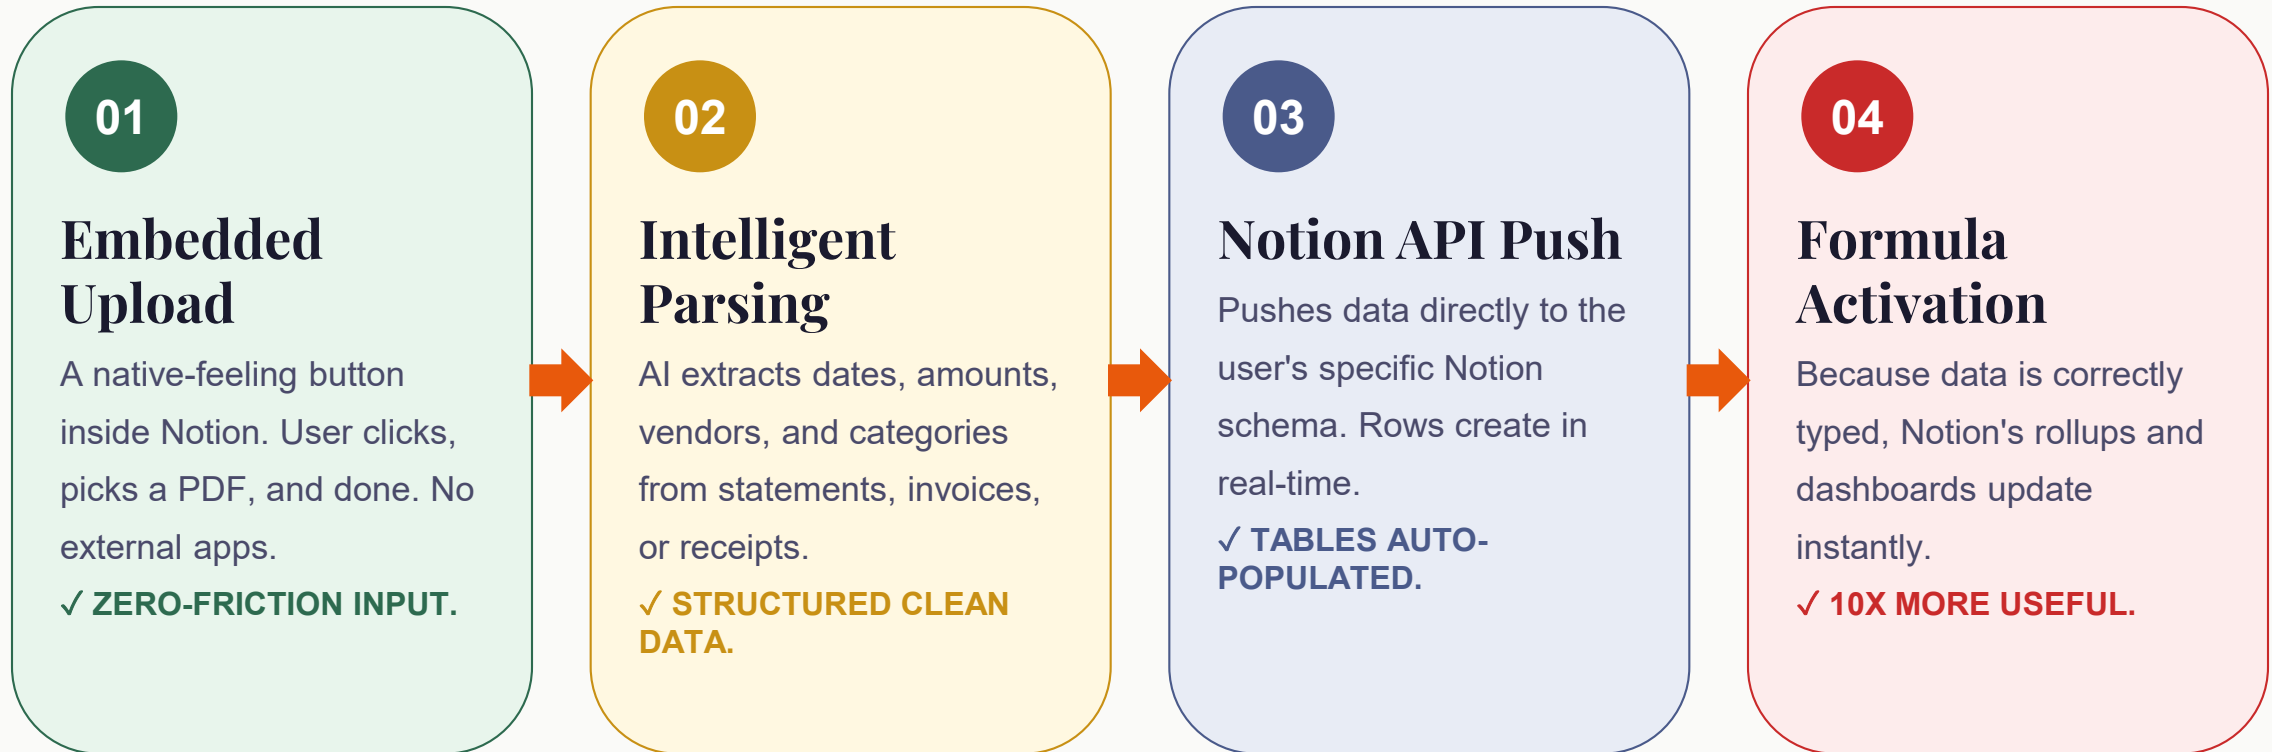 01
Embedded
Upload
A native-feeling button
inside Notion. User clicks,
picks a PDF, and done. No
external apps.
✓ ZERO-FRICTION INPUT.
02
Intelligent
Parsing
AI extracts dates, amounts,
vendors, and categories
from statements, invoices,
or receipts.
✓ STRUCTURED CLEAN
DATA.
03
Notion API Push
Pushes data directly to the
user's specific Notion
schema. Rows create in
real-time.
✓ TABLES AUTO-
POPULATED.
04
Formula
Activation
Because data is correctly
typed, Notion's rollups and
dashboards update
instantly.
✓ 10X MORE USEFUL.